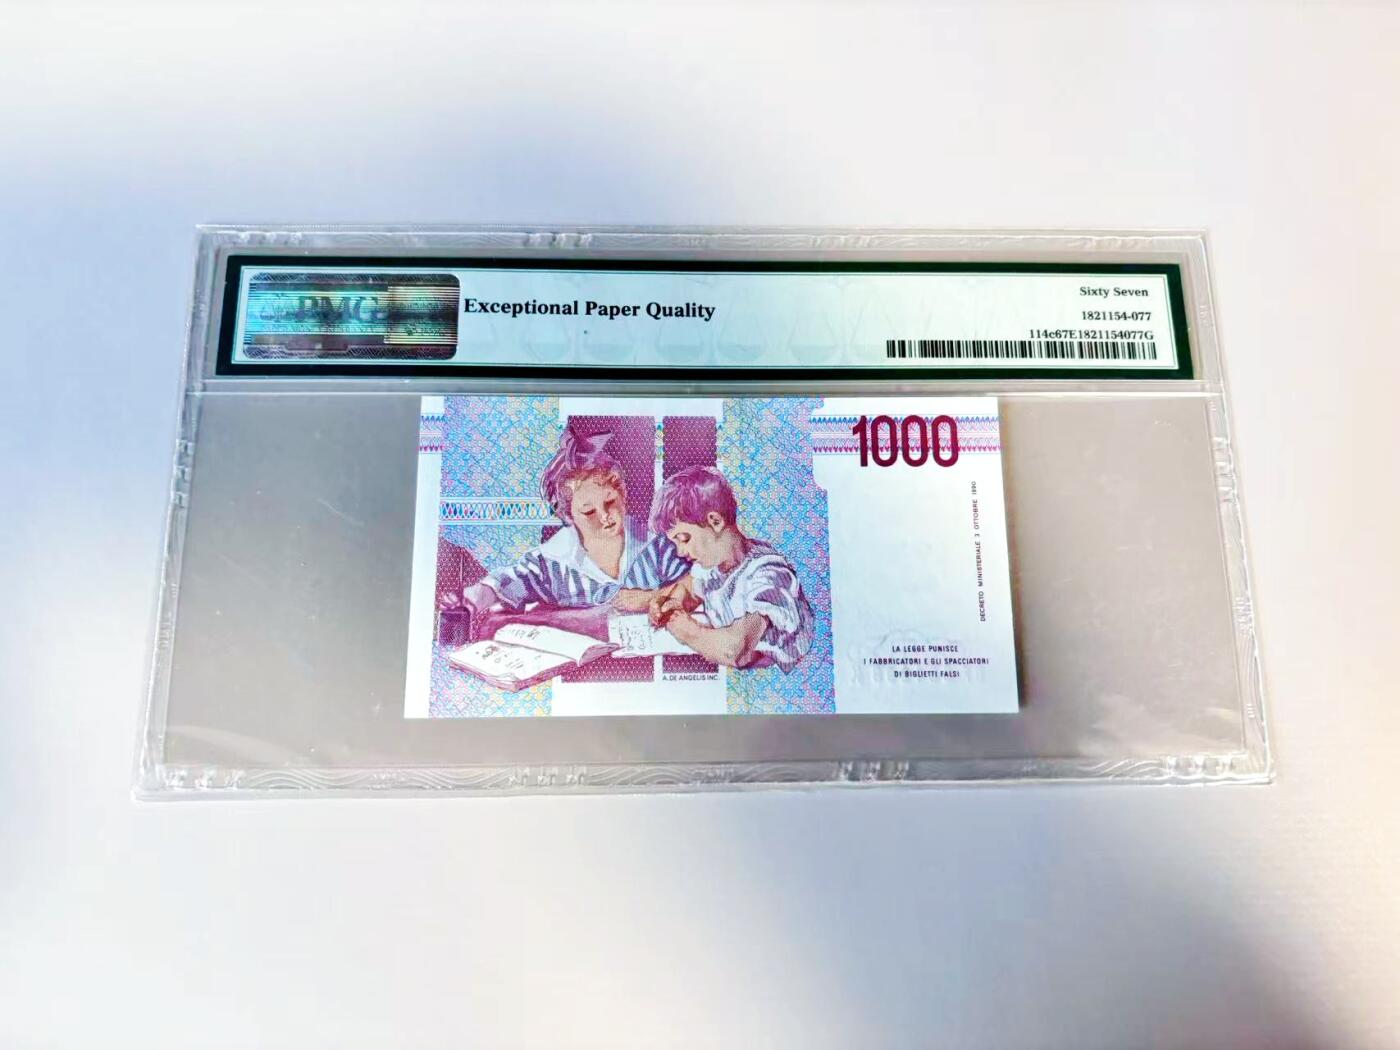 PMG
Exceptional Paper Quality
Sixty Seven
1821154-077
114c67E1821154077G
1000
DECRETO MINISTERIALE 3 OTTOBRE 1990
LA LEGGE PUNISCE
I FABBRICATORI E GLI SPACCIATORI
DI BIGLIETTI FALSI
A. DE ANGELIS INC.